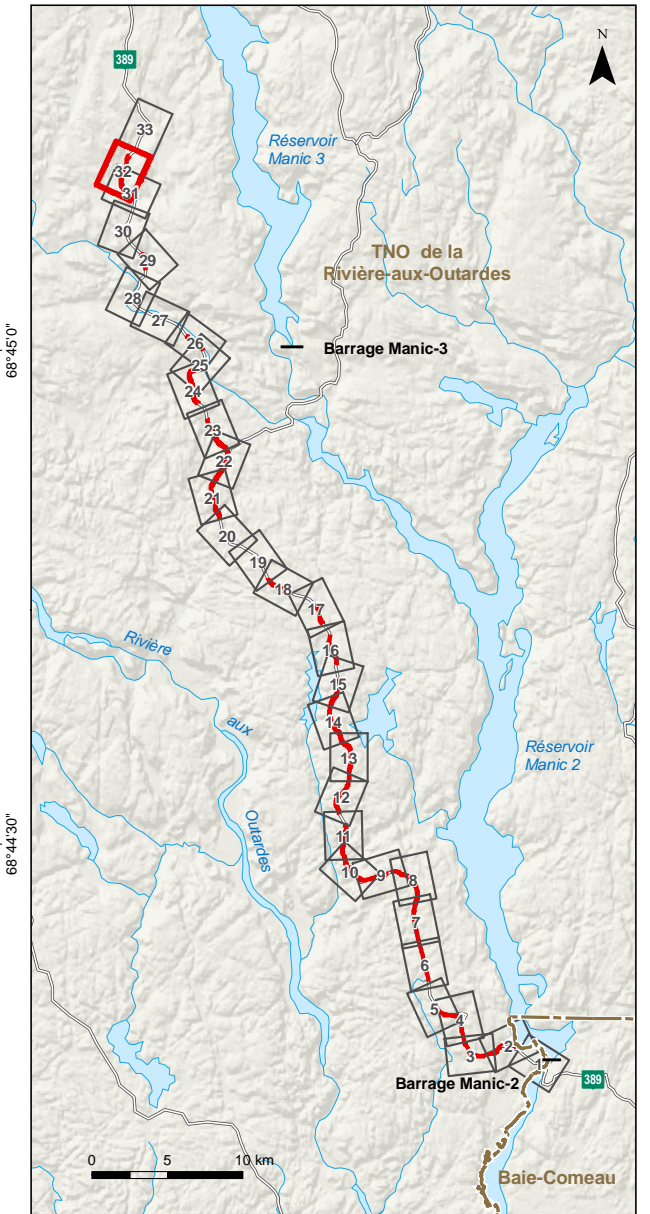 N
389
33
Réservoir
Manic 3
32
31
30
TNO de la
Rivière-aux-Outardes
29
28
27
68°45'0"
26
Barrage Manic-3
25
24
23
22
21
20
19
18
17
Rivière
16
15
aux
14
Réservoir
Manic 2
13
12
Outardes
11
68°44'30"
10
9
8
7
6
5
4
3
2
1
Barrage Manic-2
389
0 5 10 km
Baie-Comeau